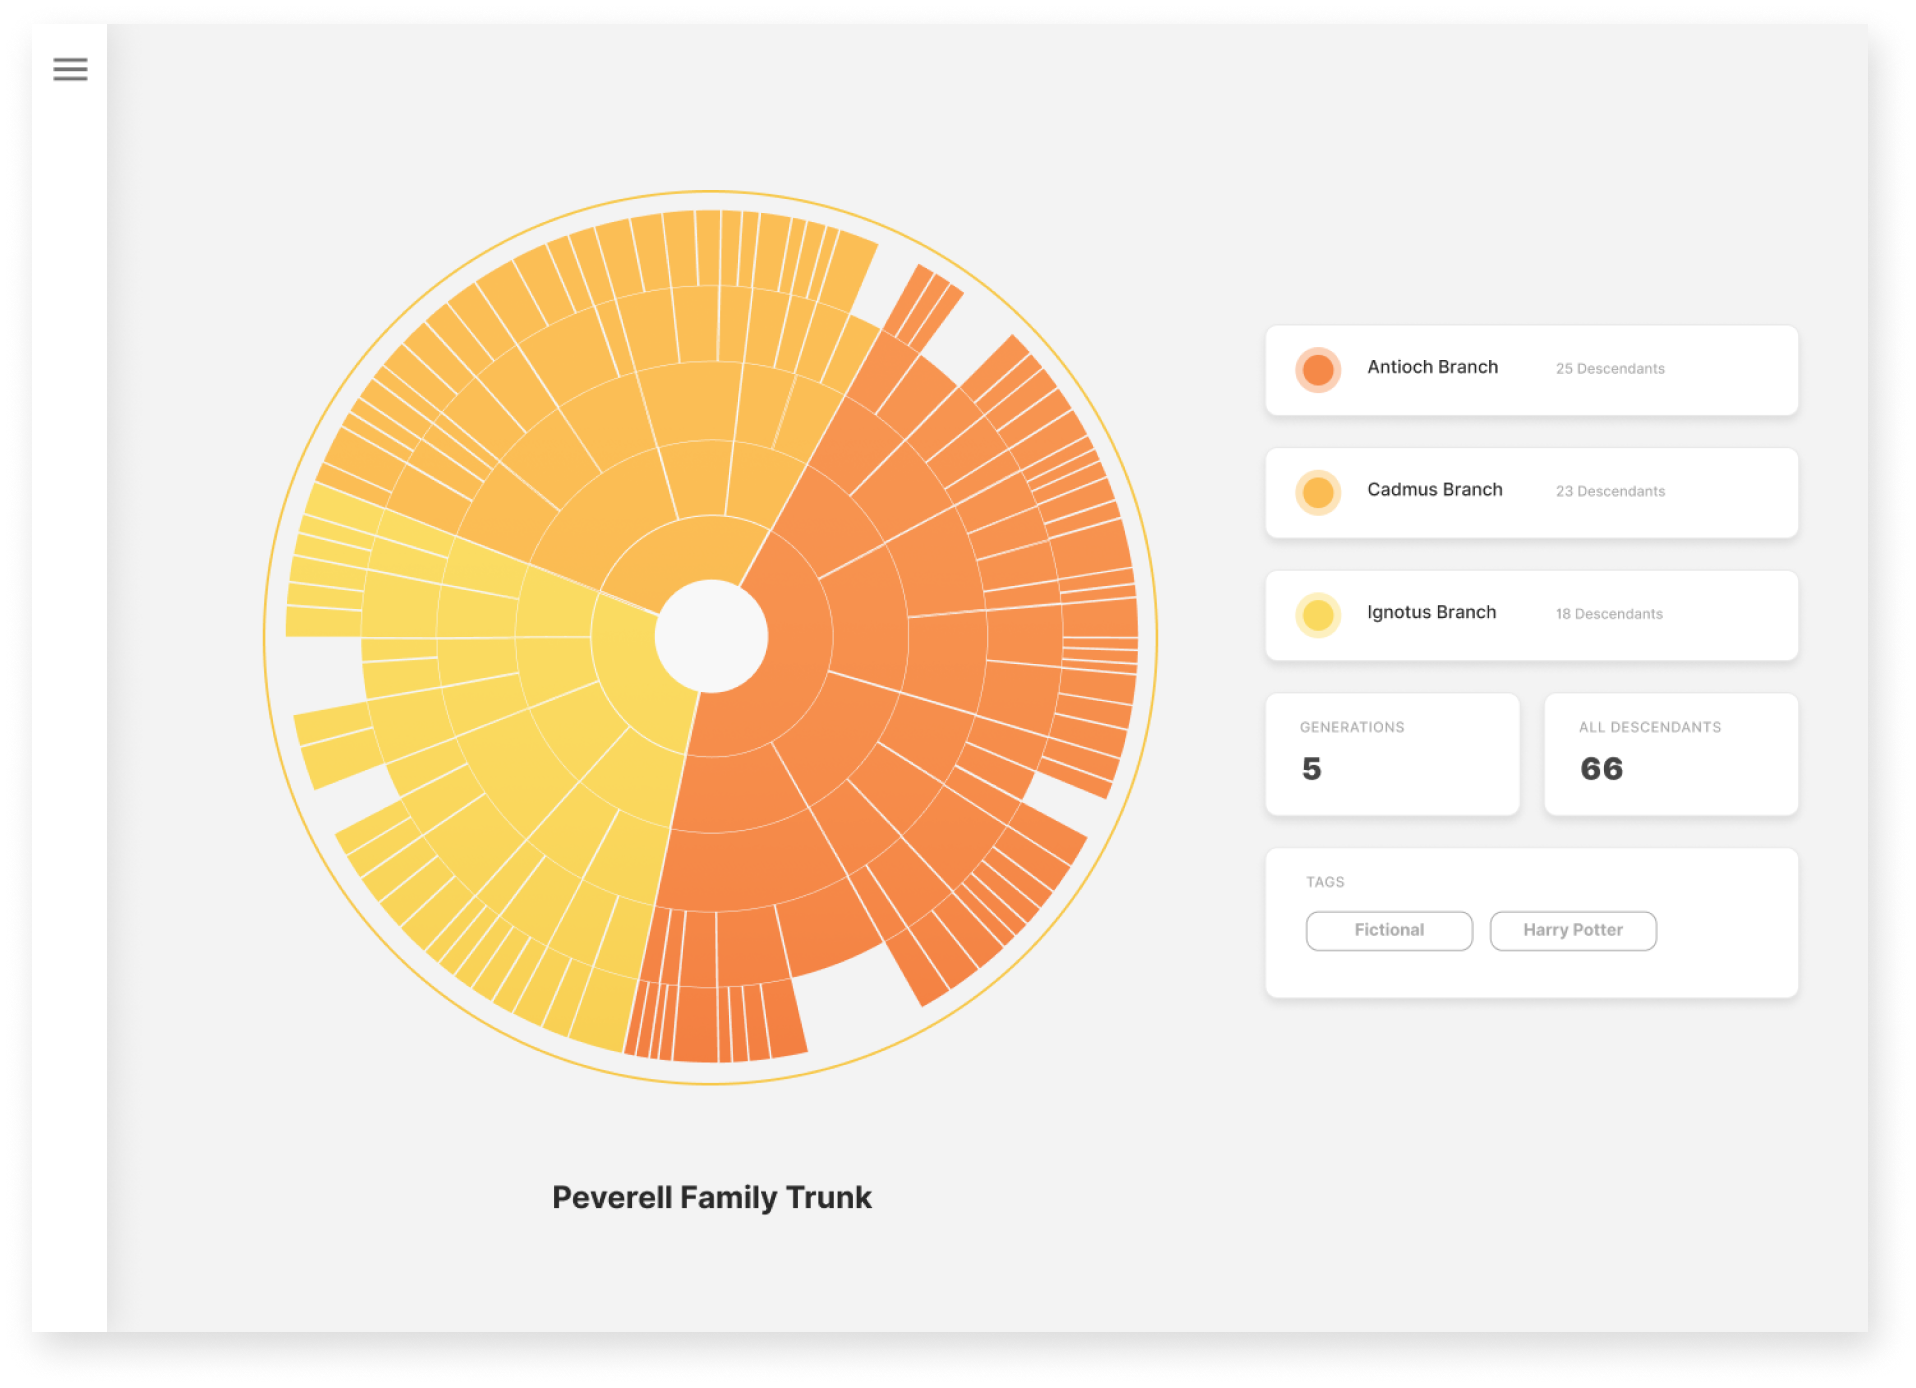 Antioch Branch 25 Descendants
Cadmus Branch 23 Descendants
Ignotus Branch 18 Descendants
GENERATIONS
5
ALL DESCENDANTS
66
TAGS
Fictional Harry Potter
Peverell Family Trunk